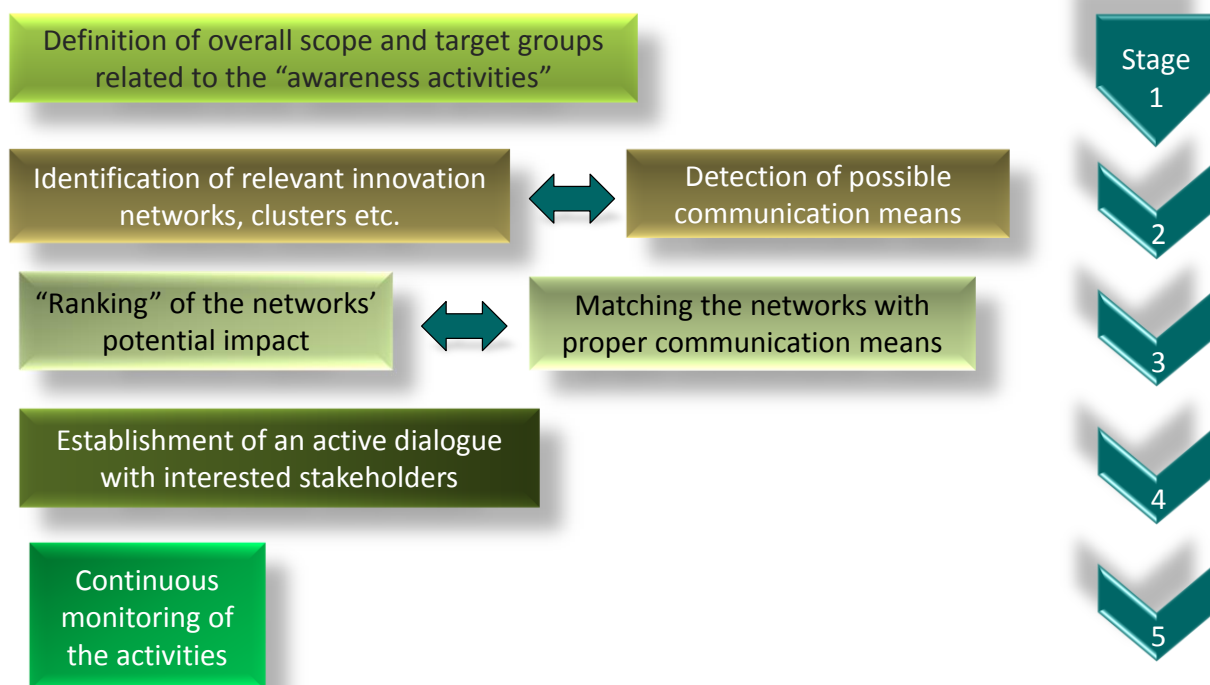 Definition of overall scope and target groups
related to the “awareness activities”
Stage
1
Identification of relevant innovation
networks, clusters etc.
Detection of possible
communication means
2
“Ranking” of the networks’
potential impact
Matching the networks with
proper communication means
3
Establishment of an active dialogue
with interested stakeholders
4
Continuous
monitoring of
the activities
5